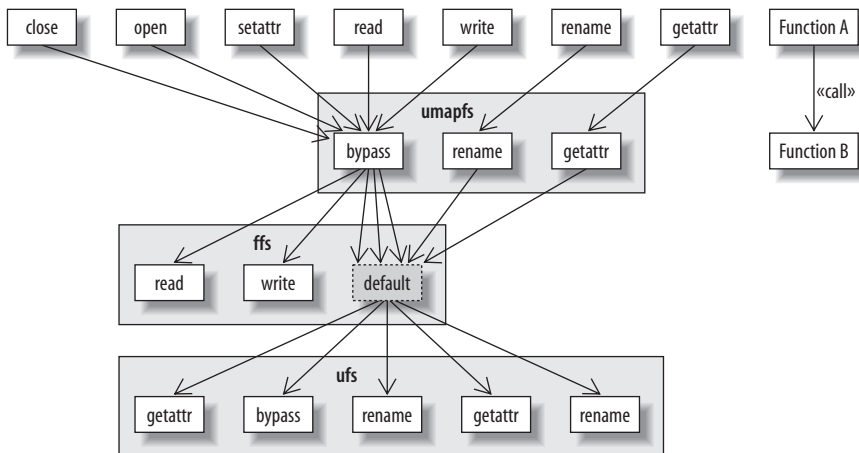 close open setattr read write rename getattr Function A
«call»
umapfs
bypass rename getattr Function B
ffs
read write default
ufs
getattr bypass rename getattr rename